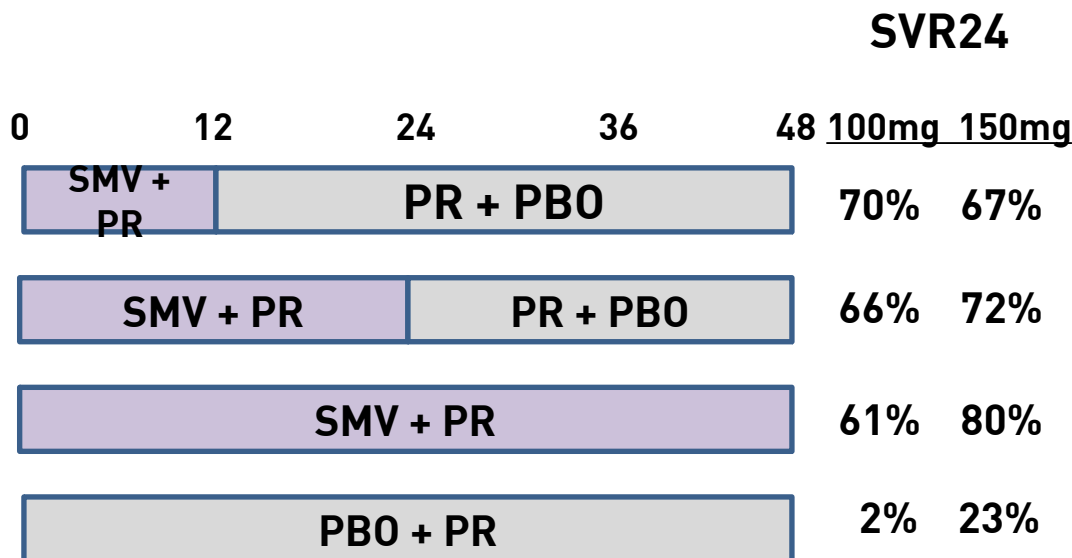 SVR24
0 12 24 36 48 100mg 150mg
SMV +
PR
PR + PBO 70% 67%
SMV + PR PR + PBO 66% 72%
SMV + PR 61% 80%
PBO + PR 2% 23%